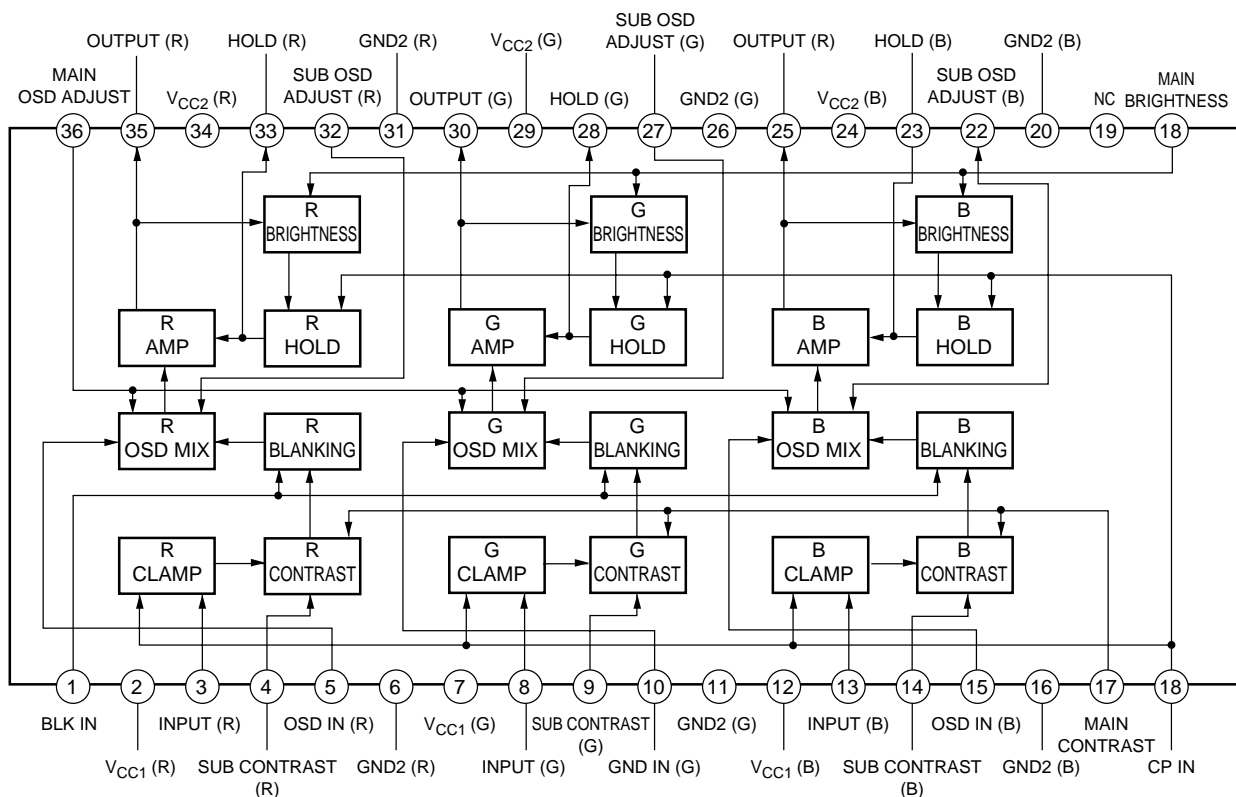 SUB OSD
OUTPUT (R) HOLD (R) GND2 (R) VCC2 (G) ADJUST (G) OUTPUT (R) HOLD (B) GND2 (B)
MAIN SUB OSD SUB OSD MAIN
OSD ADJUST VCC2 (R) ADJUST (R) OUTPUT (G) HOLD (G) GND2 (G) VCC2 (B) ADJUST (B) NC BRIGHTNESS
36 35 34 33 32 31 30 29 28 27 26 25 24 23 22 20 19 18
R G B
BRIGHTNESS BRIGHTNESS BRIGHTNESS
R R G G B B
AMP HOLD AMP HOLD AMP HOLD
R R G G B B
OSD MIX BLANKING OSD MIX BLANKING OSD MIX BLANKING
R R G G B B
CLAMP CONTRAST CLAMP CONTRAST CLAMP CONTRAST
1 2 3 4 5 6 7 8 9 10 11 12 13 14 15 16 17 18
BLK IN INPUT (R) OSD IN (R) VCC1 (G) SUB CONTRAST GND2 (G) INPUT (B) OSD IN (B) MAIN
(G) CONTRAST
VCC1 (R) SUB CONTRAST GND2 (R) INPUT (G) GND IN (G) VCC1 (B) SUB CONTRAST GND2 (B) CP IN
(R) (B)